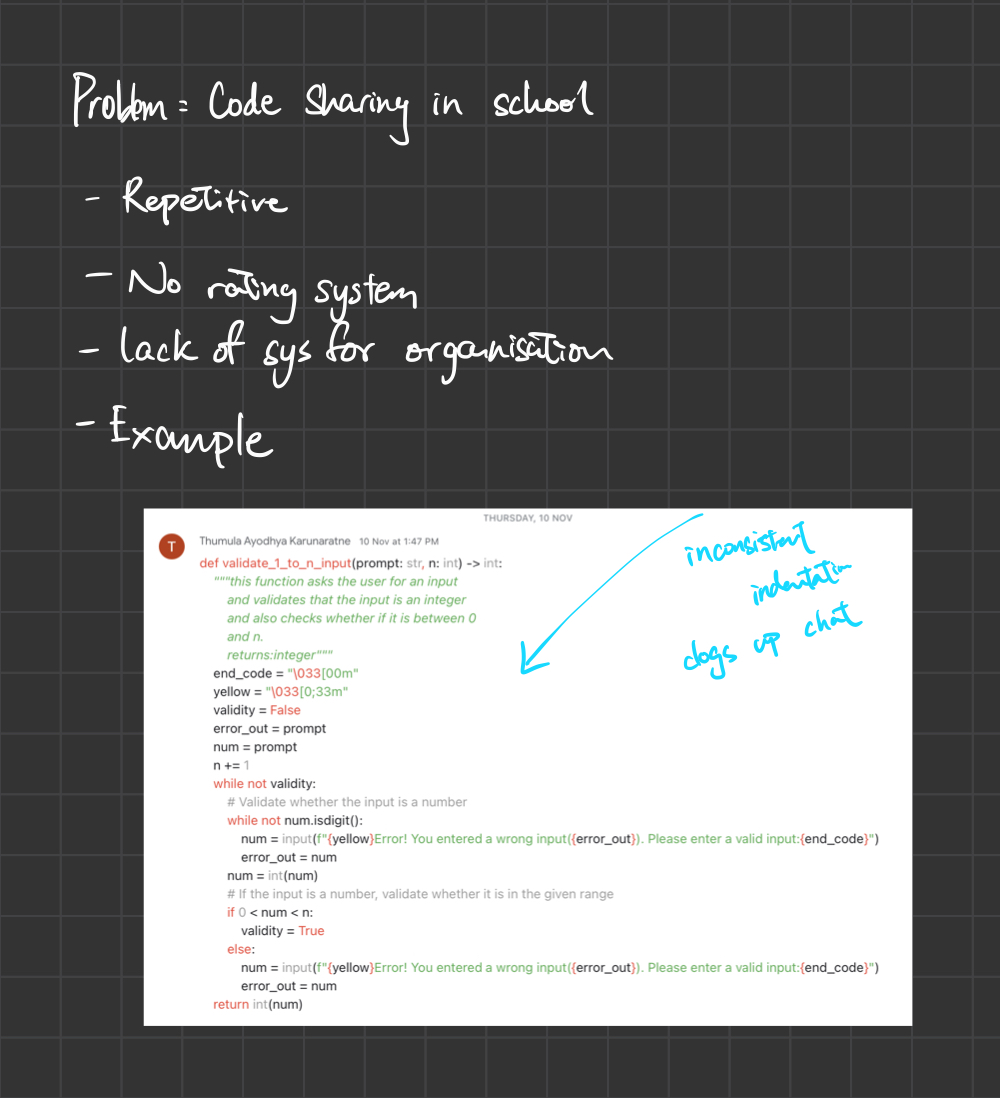 Problem = Code Sharing in school
- Repetitive
- No rating system
- lack of sys for organisation
- Example
THURSDAY, 10 NOV
T
Thumula Ayodhya Karunaratne 10 Nov at 1:47 PM
inconsistent
indentation
clogs up chat
def validate_1_to_n_input(prompt: str, n: int) -> int:
"""this function asks the user for an input
and validates that the input is an integer
and also checks whether if it is between 0
and n.
returns:integer"""
end_code = "\033[00m"
yellow = "\033[0;33m"
validity = False
error_out = prompt
num = prompt
n += 1
while not validity:
# Validate whether the input is a number
while not num.isdigit():
num = input(f"{yellow}Error! You entered a wrong input({error_out}). Please enter a valid input:{end_code}")
error_out = num
num = int(num)
# If the input is a number, validate whether it is in the given range
if 0 < num < n:
validity = True
else:
num = input(f"{yellow}Error! You entered a wrong input({error_out}). Please enter a valid input:{end_code}")
error_out = num
return int(num)